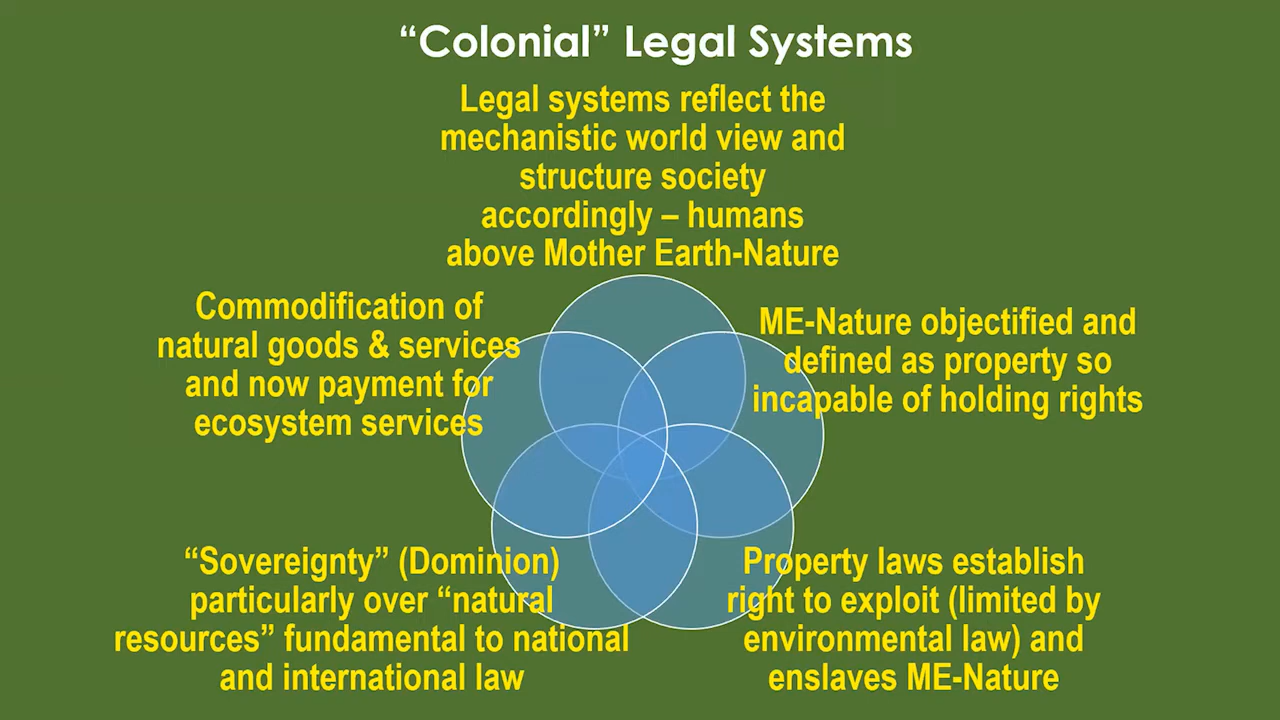 “Colonial” Legal Systems
Legal systems reflect the
mechanistic world view and
structure society
accordingly – humans
above Mother Earth-Nature
Commodification of
natural goods & services
and now payment for
ecosystem services
ME-Nature objectified and
defined as property so
incapable of holding rights
“Sovereignty” (Dominion)
particularly over “natural
resources” fundamental to national
and international law
Property laws establish
right to exploit (limited by
environmental law) and
enslaves ME-Nature